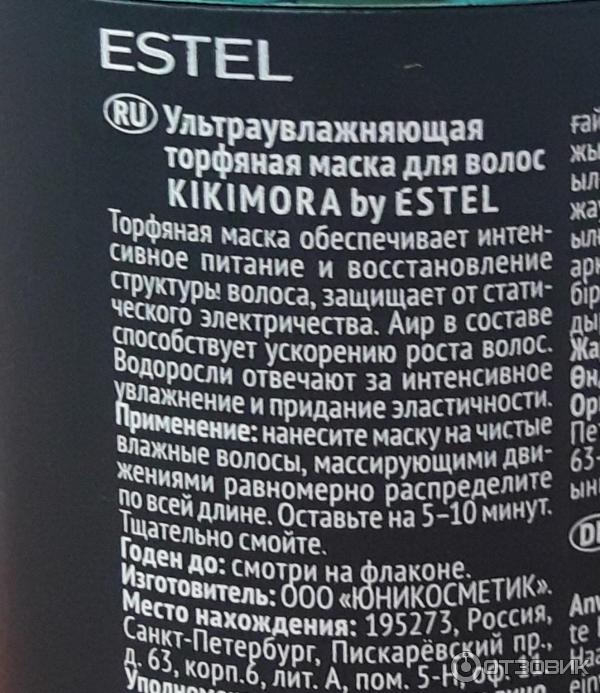 ESTEL
RU Ультраувлажняющая
торфяная маска для волос
KIKIMORA by ESTEL
Торфяная маска обеспечивает интен-
сивное питание и восстановление
структуры волоса, защищает от стати-
ческого электричества. Аир в составе
способствует ускорению роста волос.
Водоросли отвечают за интенсивное
увлажнение и придание эластичности.
Применение: нанесите маску на чистые
влажные волосы, массирующими дви-
жениями равномерно распределите
по всей длине. Оставьте на 5–10 минут.
Тщательно смойте.
Годен до: смотри на флаконе.
Изготовитель: ООО «ЮНИКОСМЕТИК».
Место нахождения: 195273, Россия,
Санкт-Петербург, Пискарёвский пр.,
д. 63, корп.6, лит. А, пом. 5-Н, оф. 11
ОТЗОВИК